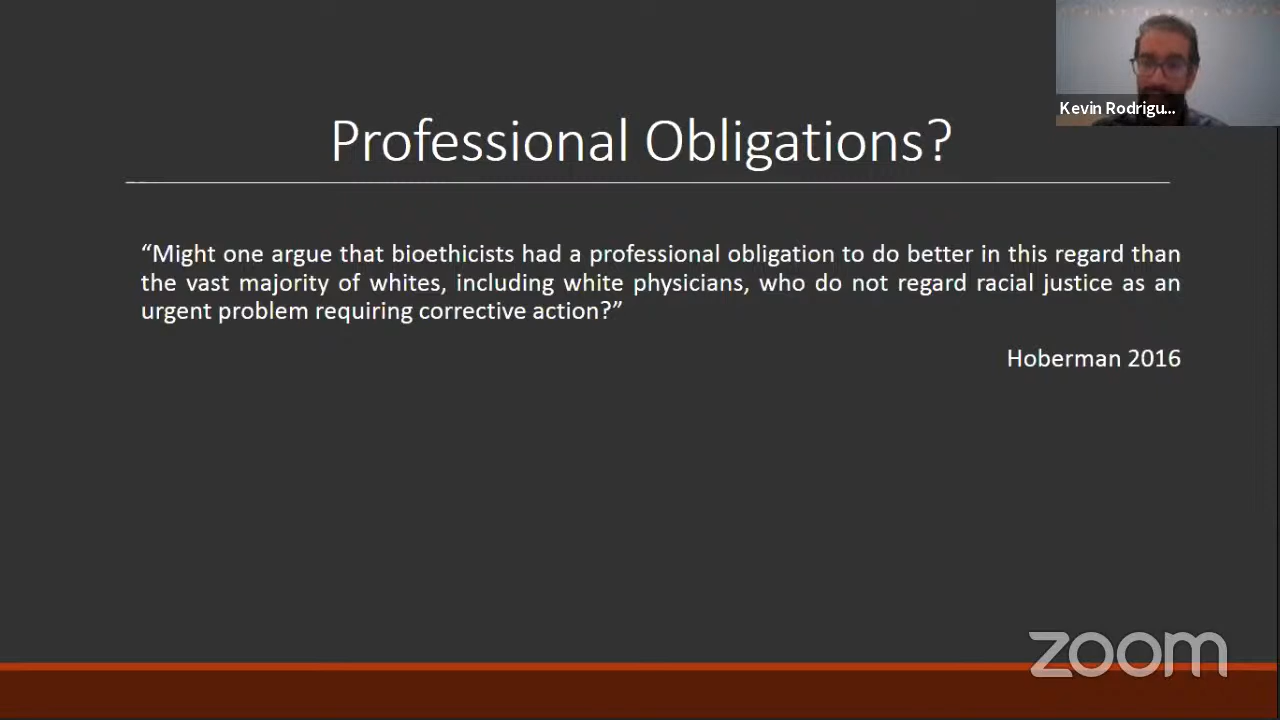 Kevin Rodrigu...
Professional Obligations?
“Might one argue that bioethicists had a professional obligation to do better in this regard than
the vast majority of whites, including white physicians, who do not regard racial justice as an
urgent problem requiring corrective action?”
Hoberman 2016
zoom